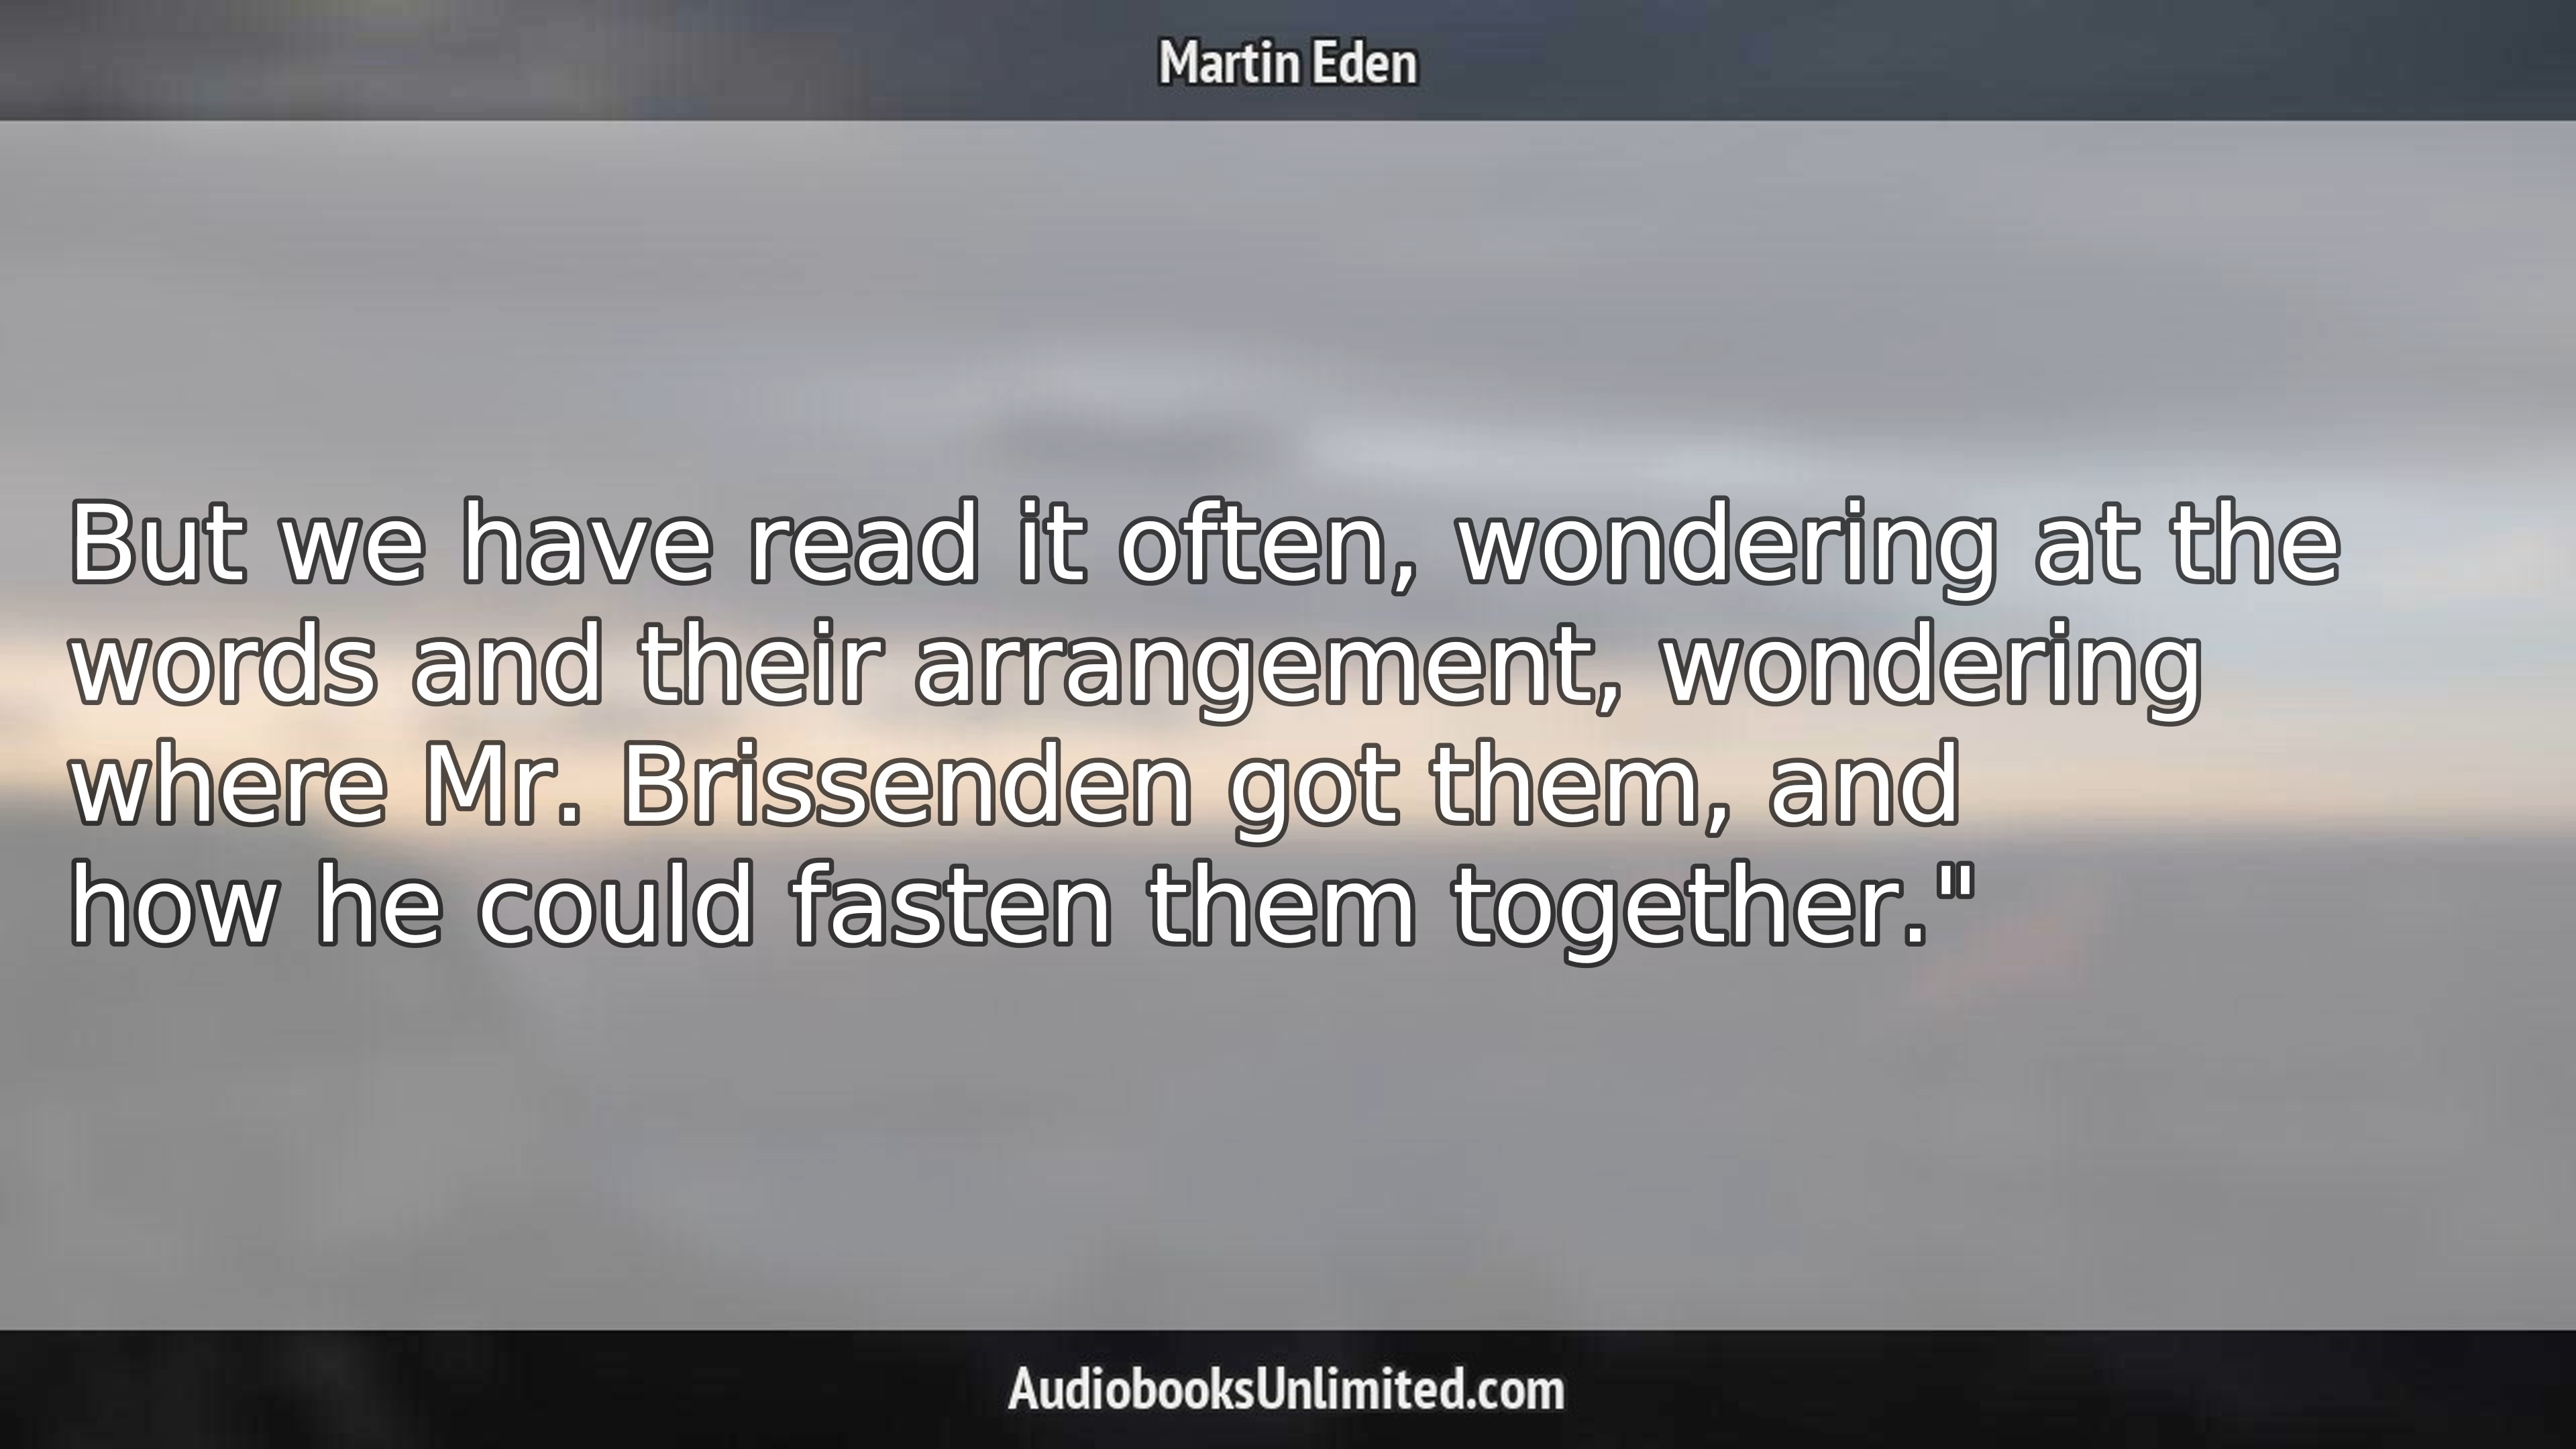 Martin Eden
But we have read it often, wondering at the
words and their arrangement, wondering
where Mr. Brissenden got them, and
how he could fasten them together."
AudiobooksUnlimited.com